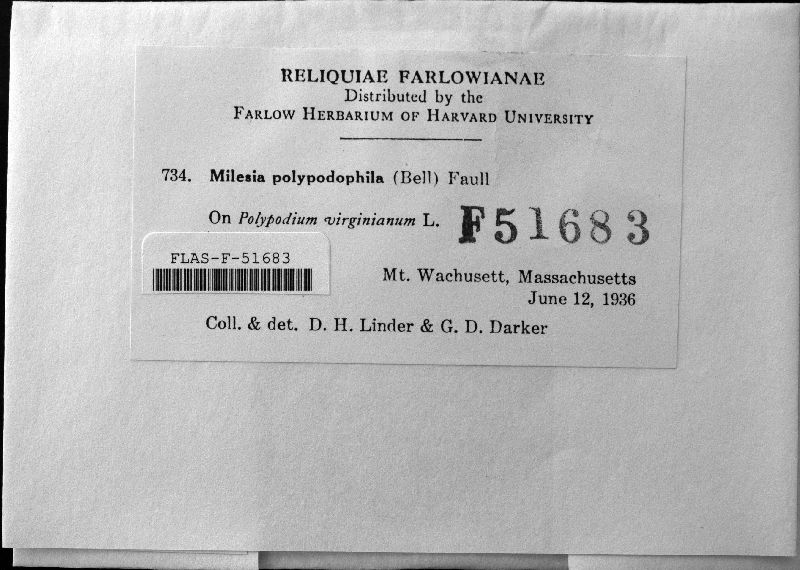 RELIQUIAE FARLOWIANAE
Distributed by the
FARLOW HERBARIUM OF HARVARD UNIVERSITY
734. Milesia polypodophila (Bell) Faull
On Polypodium virginianum L.
F51683
FLAS-F-51683
Mt. Wachusett, Massachusetts
June 12, 1936
Coll. & det. D. H. Linder & G. D. Darker